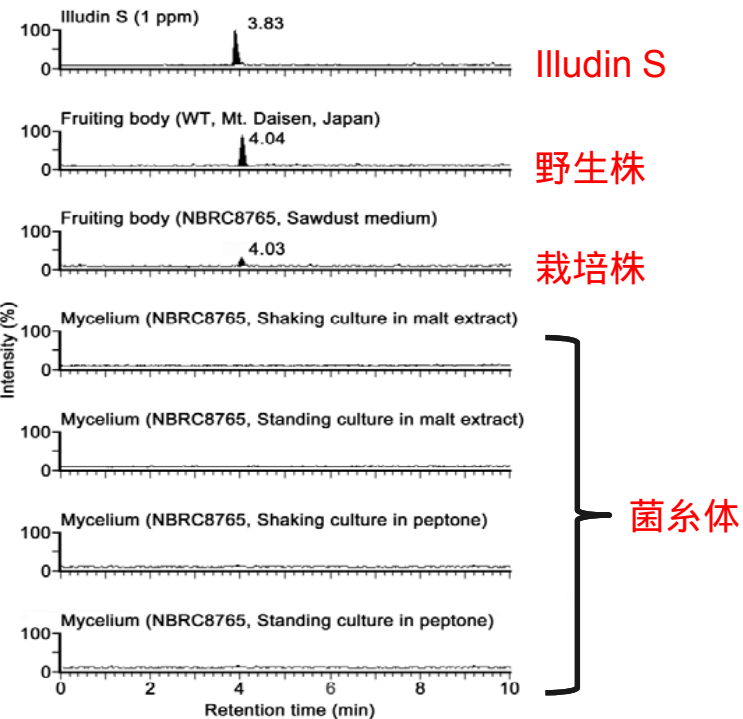 Illudin S (1 ppm)
3.83
100
0
Illudin S
Fruiting body (WT, Mt. Daisen, Japan)
4.04
100
0
野生株
Fruiting body (NBRC8765, Sawdust medium)
4.03
100
0
栽培株
Mycelium (NBRC8765, Shaking culture in malt extract)
100
0
Mycelium (NBRC8765, Standing culture in malt extract)
100
0
Mycelium (NBRC8765, Shaking culture in peptone)
100
0
Mycelium (NBRC8765, Standing culture in peptone)
100
0
菌糸体
Intensity (%)
0 2 4 6 8 10
Retention time (min)